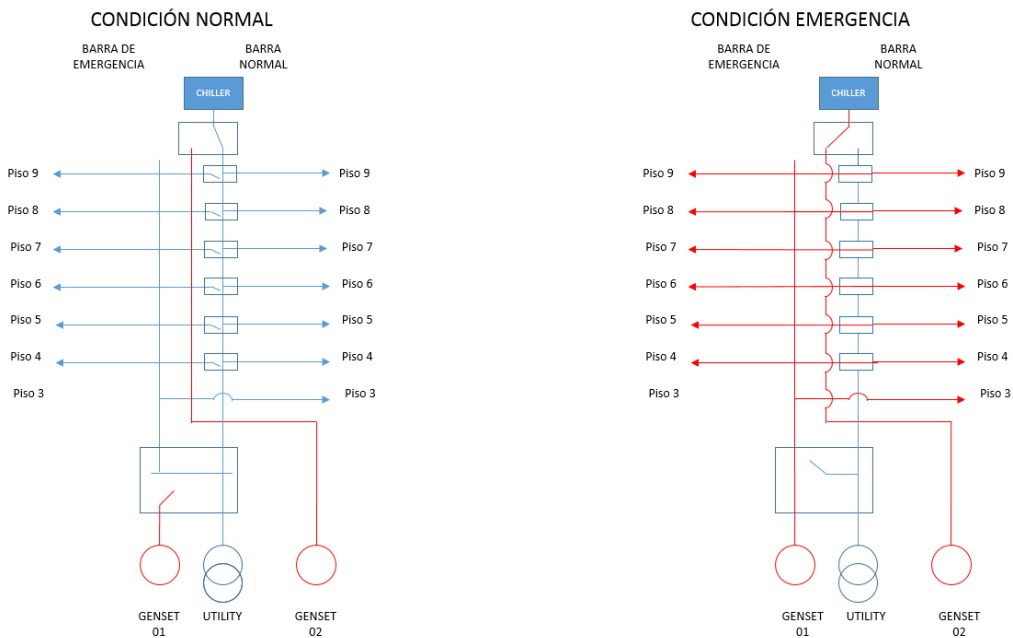 CONDICIÓN NORMAL
BARRA DE
EMERGENCIA
BARRA
NORMAL
CHILLER
Piso 9
Piso 9
Piso 8
Piso 8
Piso 7
Piso 7
Piso 6
Piso 6
Piso 5
Piso 5
Piso 4
Piso 4
Piso 3
Piso 3
GENSET
01
UTILITY
GENSET
02
CONDICIÓN EMERGENCIA
BARRA DE
EMERGENCIA
BARRA
NORMAL
CHILLER
Piso 9
Piso 9
Piso 8
Piso 8
Piso 7
Piso 7
Piso 6
Piso 6
Piso 5
Piso 5
Piso 4
Piso 4
Piso 3
Piso 3
GENSET
01
UTILITY
GENSET
02